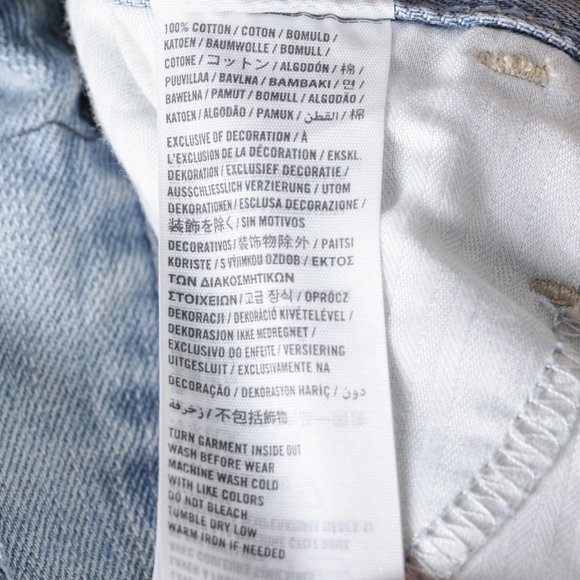 100% COTTON / COTON / BOMULD /
KATOEN / BAUMWOLLE / BOMULL /
COTONE / コットン / ALGODÓN / 棉 /
PUUVILLAA / BAVLNA / ΒΑΜΒΑΚΙ / 면 /
BAWEŁNA / PAMUT / BOMULL / ALGODÃO /
KATOEN / ALGODÃO / PAMUK / القطن / 棉
EXCLUSIVE OF DECORATION / À
L'EXCLUSION DE LA DÉCORATION / EKSKL.
DEKORATION / EXCLUSIEF DECORATIE /
AUSSCHLIESSLICH VERZIERUNG / UTOM
DEKORATIONEN / ESCLUSA DECORAZIONE /
装飾を除く / SIN MOTIVOS
DECORATIVOS / 装饰物除外 / PAITSI
KORISTE / S VÝJIMKOU OZDOB / ΕΚΤΟΣ
ΤΩΝ ΔΙΑΚΟΣΜΗΤΙΚΩΝ
ΣΤΟΙΧΕΙΩΝ / 고급 장식 / OPRÓCZ
DEKORACJI / DEKORÁCIÓ KIVÉTELÉVEL /
DEKORASJON IKKE MEDREGNET /
EXCLUSIVO DO ENFEITE / VERSIERING
UITGESLUIT / EXCLUSIVAMENTE NA
DECORAÇÃO / DEKORASYON HARİÇ / دون
زخرفة / 不包括飾物
TURN GARMENT INSIDE OUT
WASH BEFORE WEAR
MACHINE WASH COLD
WITH LIKE COLORS
DO NOT BLEACH
TUMBLE DRY LOW
WARM IRON IF NEEDED